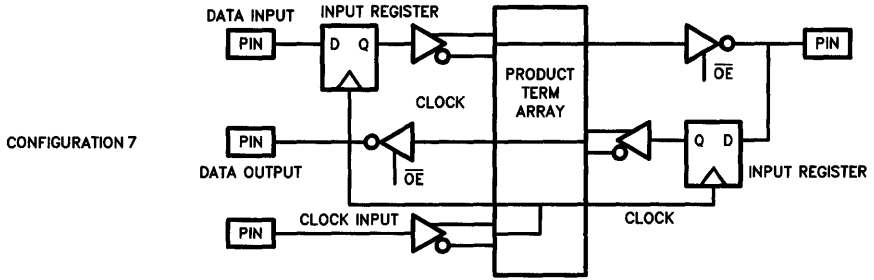 DATA INPUT
INPUT REGISTER
PIN
D Q
PIN
OE
PRODUCT
TERM
ARRAY
CLOCK
CONFIGURATION 7
PIN
Q D
DATA OUTPUT
OE
INPUT REGISTER
CLOCK INPUT
CLOCK
PIN